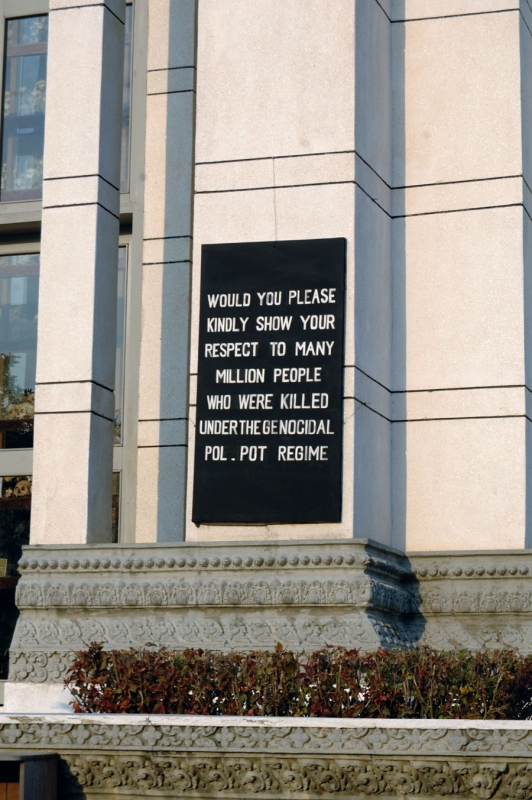 WOULD YOU PLEASE
KINDLY SHOW YOUR
RESPECT TO MANY
MILLION PEOPLE
WHO WERE KILLED
UNDER THE GENOCIDAL
POL - POT REGIME